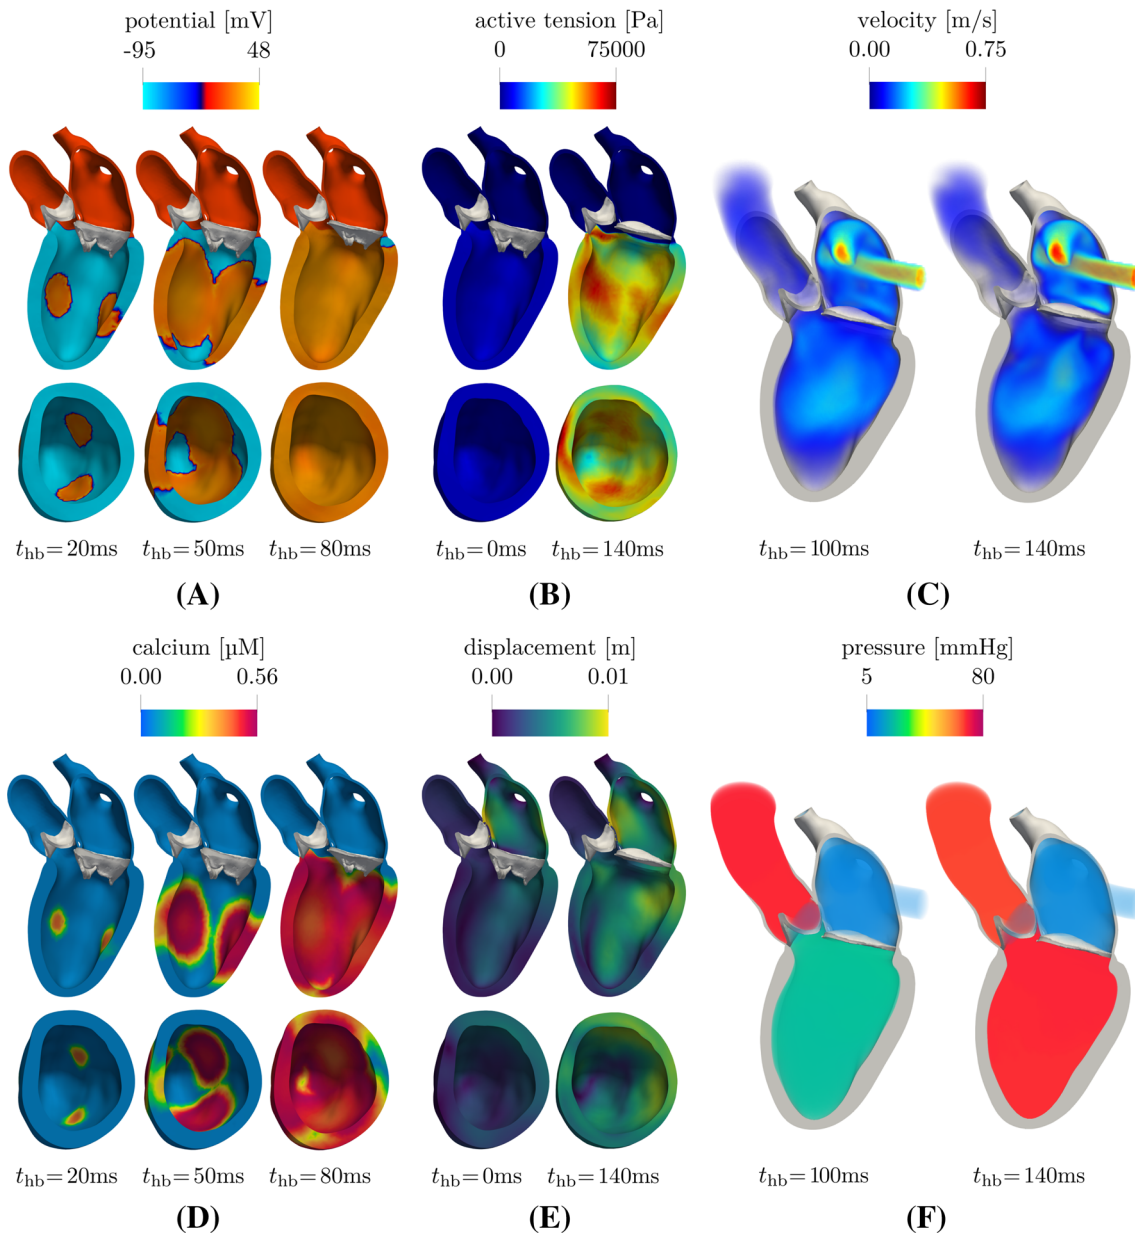 potential [mV]
-95 48
active tension [Pa]
0 75000
velocity [m/s]
0.00 0.75
t_hb = 20ms t_hb = 50ms t_hb = 80ms
t_hb = 0ms t_hb = 140ms
t_hb = 100ms t_hb = 140ms
(A) (B) (C)
calcium [µM]
0.00 0.56
displacement [m]
0.00 0.01
pressure [mmHg]
5 80
t_hb = 20ms t_hb = 50ms t_hb = 80ms
t_hb = 0ms t_hb = 140ms
t_hb = 100ms t_hb = 140ms
(D) (E) (F)